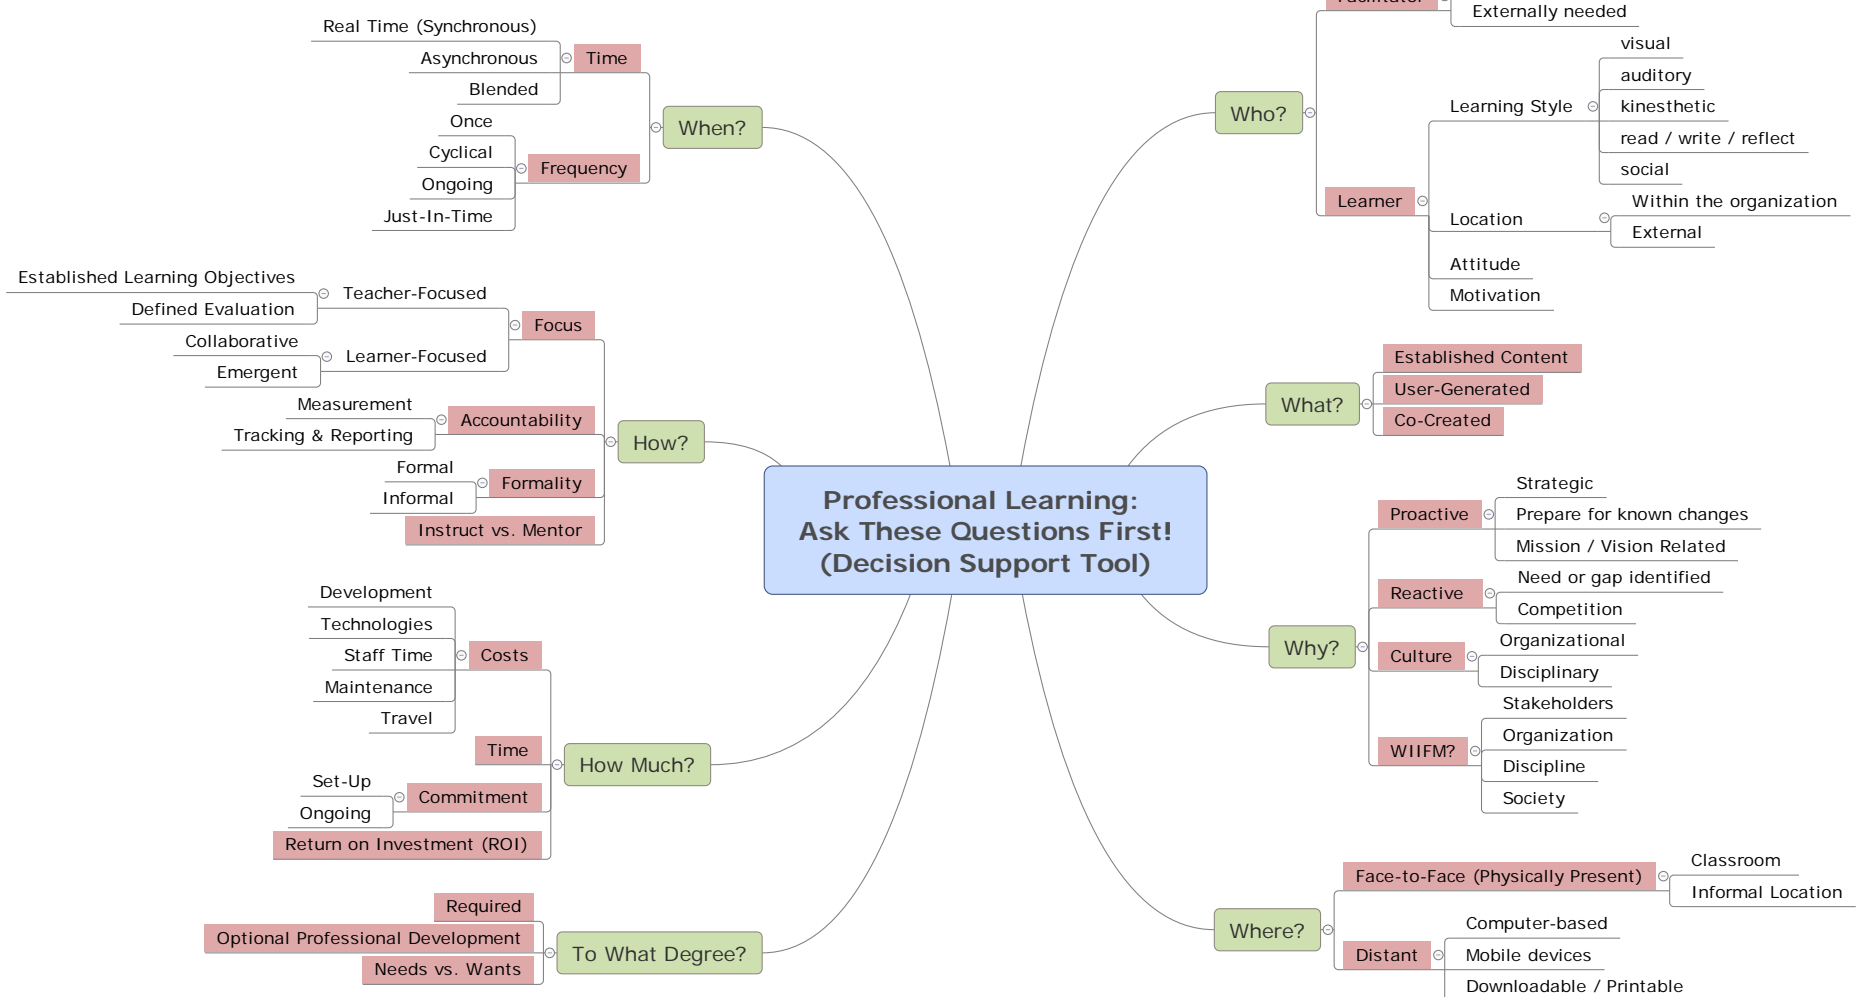 Professional Learning:
Ask These Questions First!
(Decision Support Tool)
When?
Time
Real Time (Synchronous)
Asynchronous
Blended
Frequency
Once
Cyclical
Ongoing
Just-In-Time
How?
Focus
Teacher-Focused
Established Learning Objectives
Defined Evaluation
Learner-Focused
Collaborative
Emergent
Accountability
Measurement
Tracking & Reporting
Formality
Formal
Informal
Instruct vs. Mentor
How Much?
Costs
Development
Technologies
Staff Time
Maintenance
Travel
Time
Commitment
Set-Up
Ongoing
Return on Investment (ROI)
To What Degree?
Required
Optional Professional Development
Needs vs. Wants
Who?
Facilitator
Externally needed
Learner
Learning Style
visual
auditory
kinesthetic
read / write / reflect
social
Location
Within the organization
External
Attitude
Motivation
What?
Established Content
User-Generated
Co-Created
Why?
Proactive
Strategic
Prepare for known changes
Mission / Vision Related
Reactive
Need or gap identified
Competition
Culture
Organizational
Disciplinary
WIIFM?
Stakeholders
Organization
Discipline
Society
Where?
Face-to-Face (Physically Present)
Classroom
Informal Location
Distant
Computer-based
Mobile devices
Downloadable / Printable